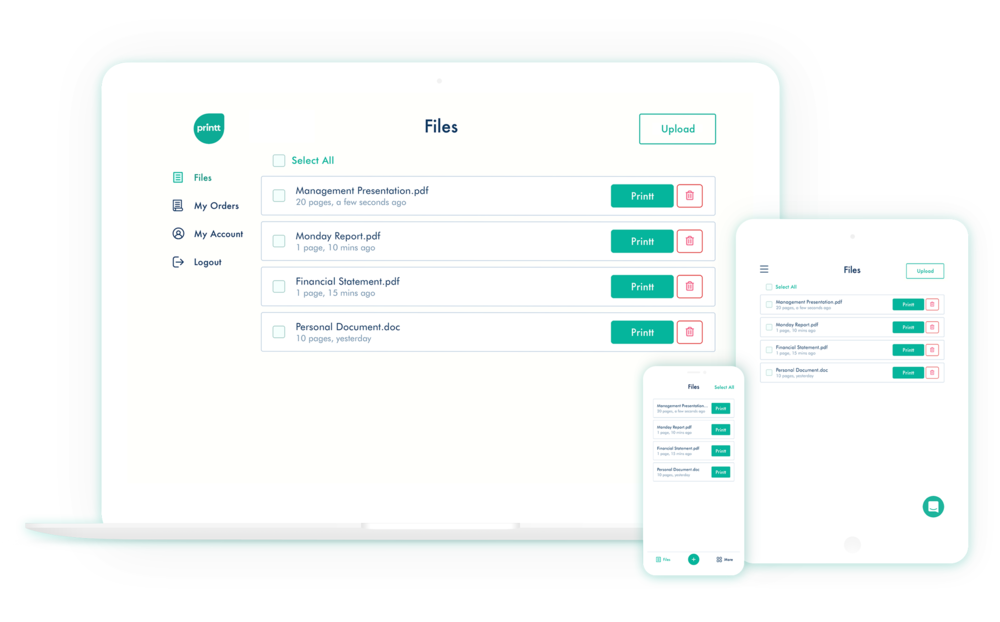 printt
Files
Upload
Select All
Files
My Orders
My Account
Logout
Management Presentation.pdf
20 pages, a few seconds ago
Printt
Monday Report.pdf
1 page, 10 mins ago
Printt
Financial Statement.pdf
1 page, 15 mins ago
Printt
Personal Document.doc
10 pages, yesterday
Printt
Files
Upload
Select All
Management Presentation.pdf
20 pages, a few seconds ago
Printt
Monday Report.pdf
1 page, 10 mins ago
Printt
Financial Statement.pdf
1 page, 15 mins ago
Printt
Personal Document.doc
10 pages, yesterday
Printt
Files
Select All
Management Presentation...
20 pages, a few seconds ago
Printt
Monday Report.pdf
1 page, 10 mins ago
Printt
Financial Statement.pdf
1 page, 15 mins ago
Printt
Personal Document.doc
10 pages, yesterday
Printt
Files
More